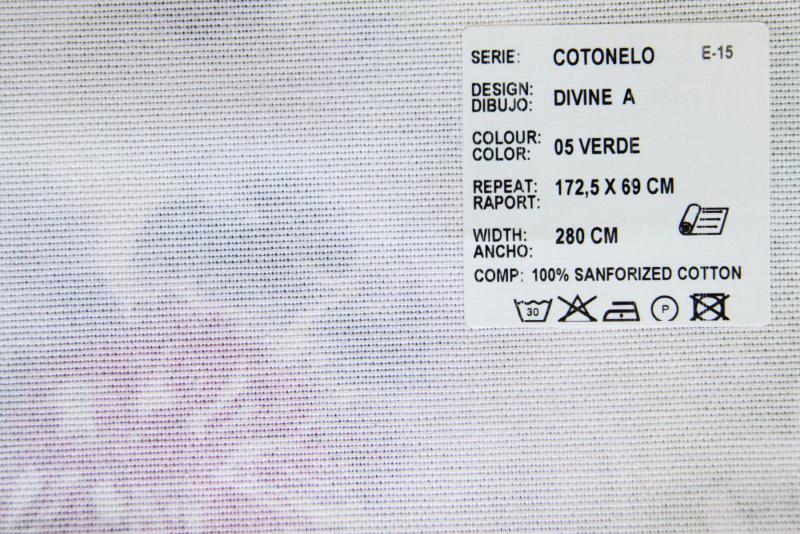 SERIE: COTONELO E-15
DESIGN: DIVINE A
DIBUJO:
COLOUR: 05 VERDE
COLOR:
REPEAT: 172,5 X 69 CM
RAPORT:
WIDTH: 280 CM
ANCHO:
COMP: 100% SANFORIZED COTTON
30 P